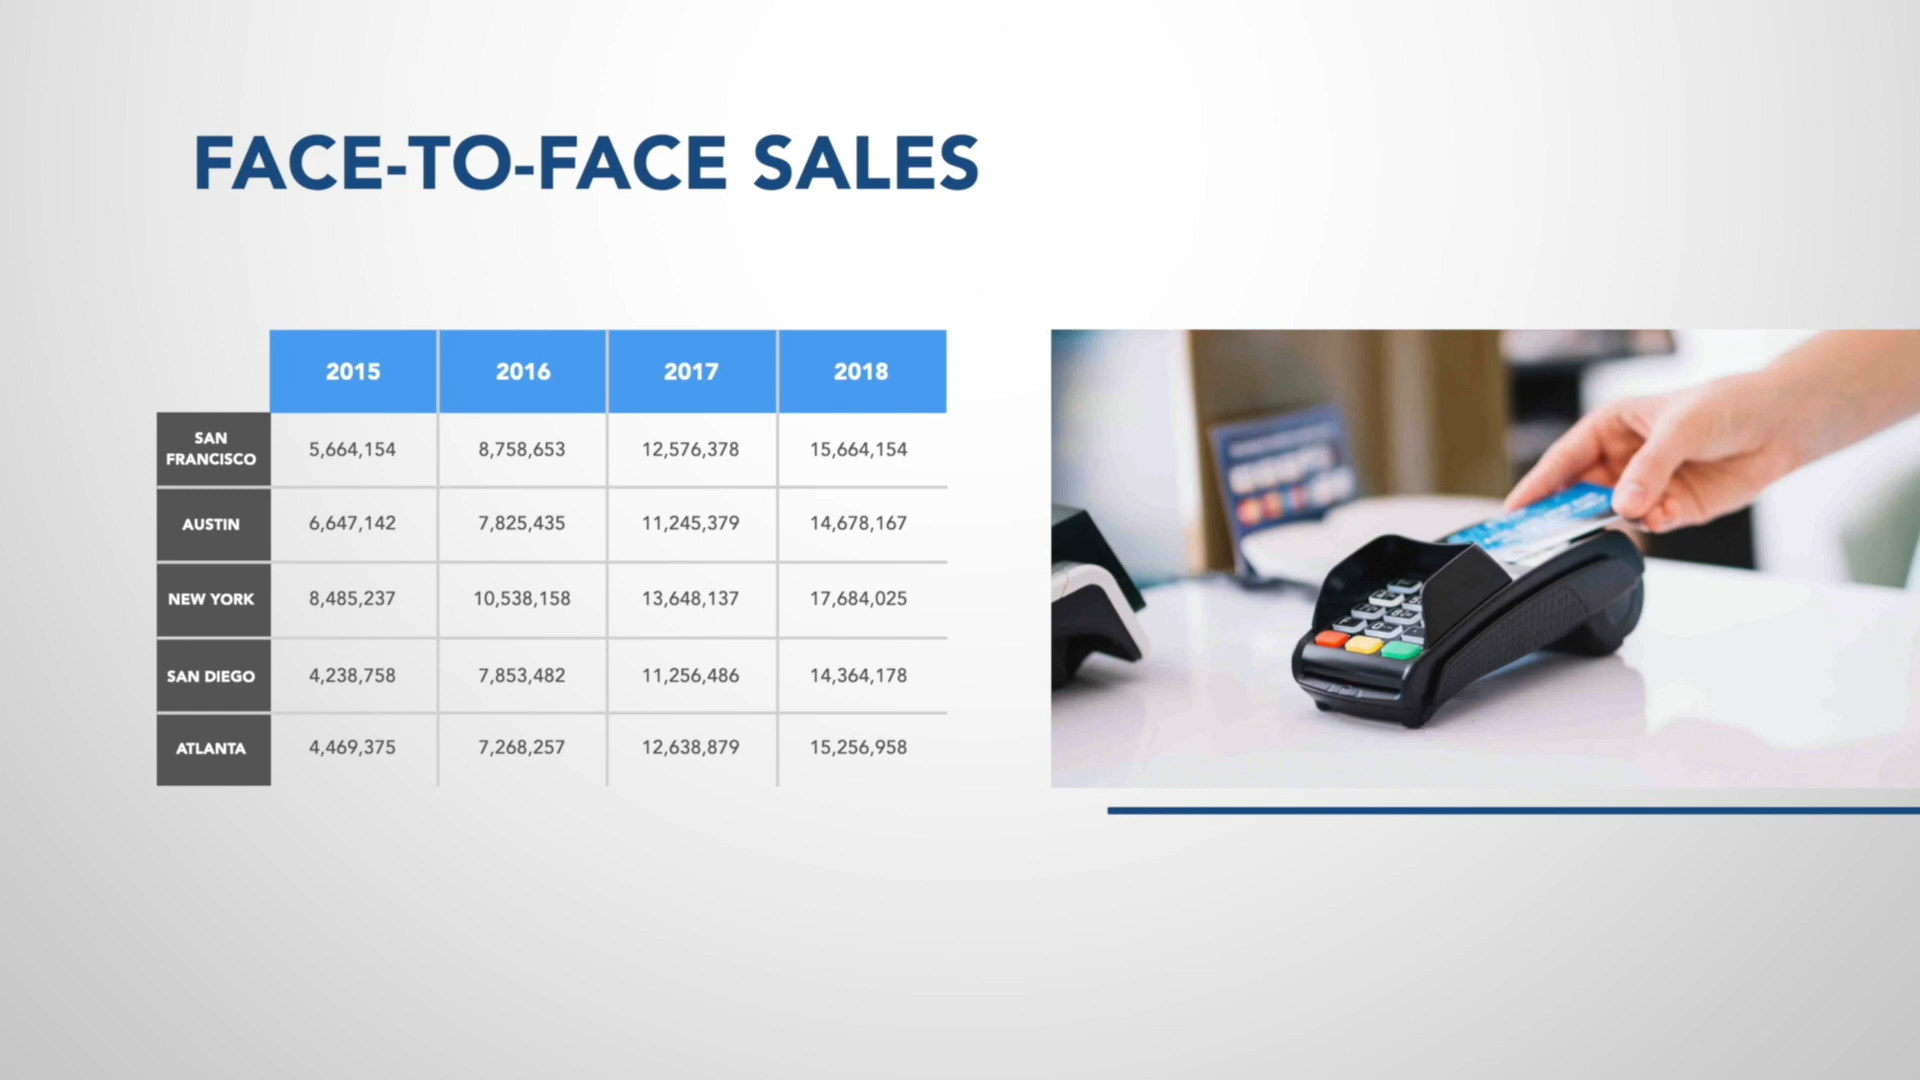 FACE-TO-FACE SALES
2015 2016 2017 2018
SAN FRANCISCO 5,664,154 8,758,653 12,576,378 15,664,154
AUSTIN 6,647,142 7,825,435 11,245,379 14,678,167
NEW YORK 8,485,237 10,538,158 13,648,137 17,684,025
SAN DIEGO 4,238,758 7,853,482 11,256,486 14,364,178
ATLANTA 4,469,375 7,268,257 12,638,879 15,256,958